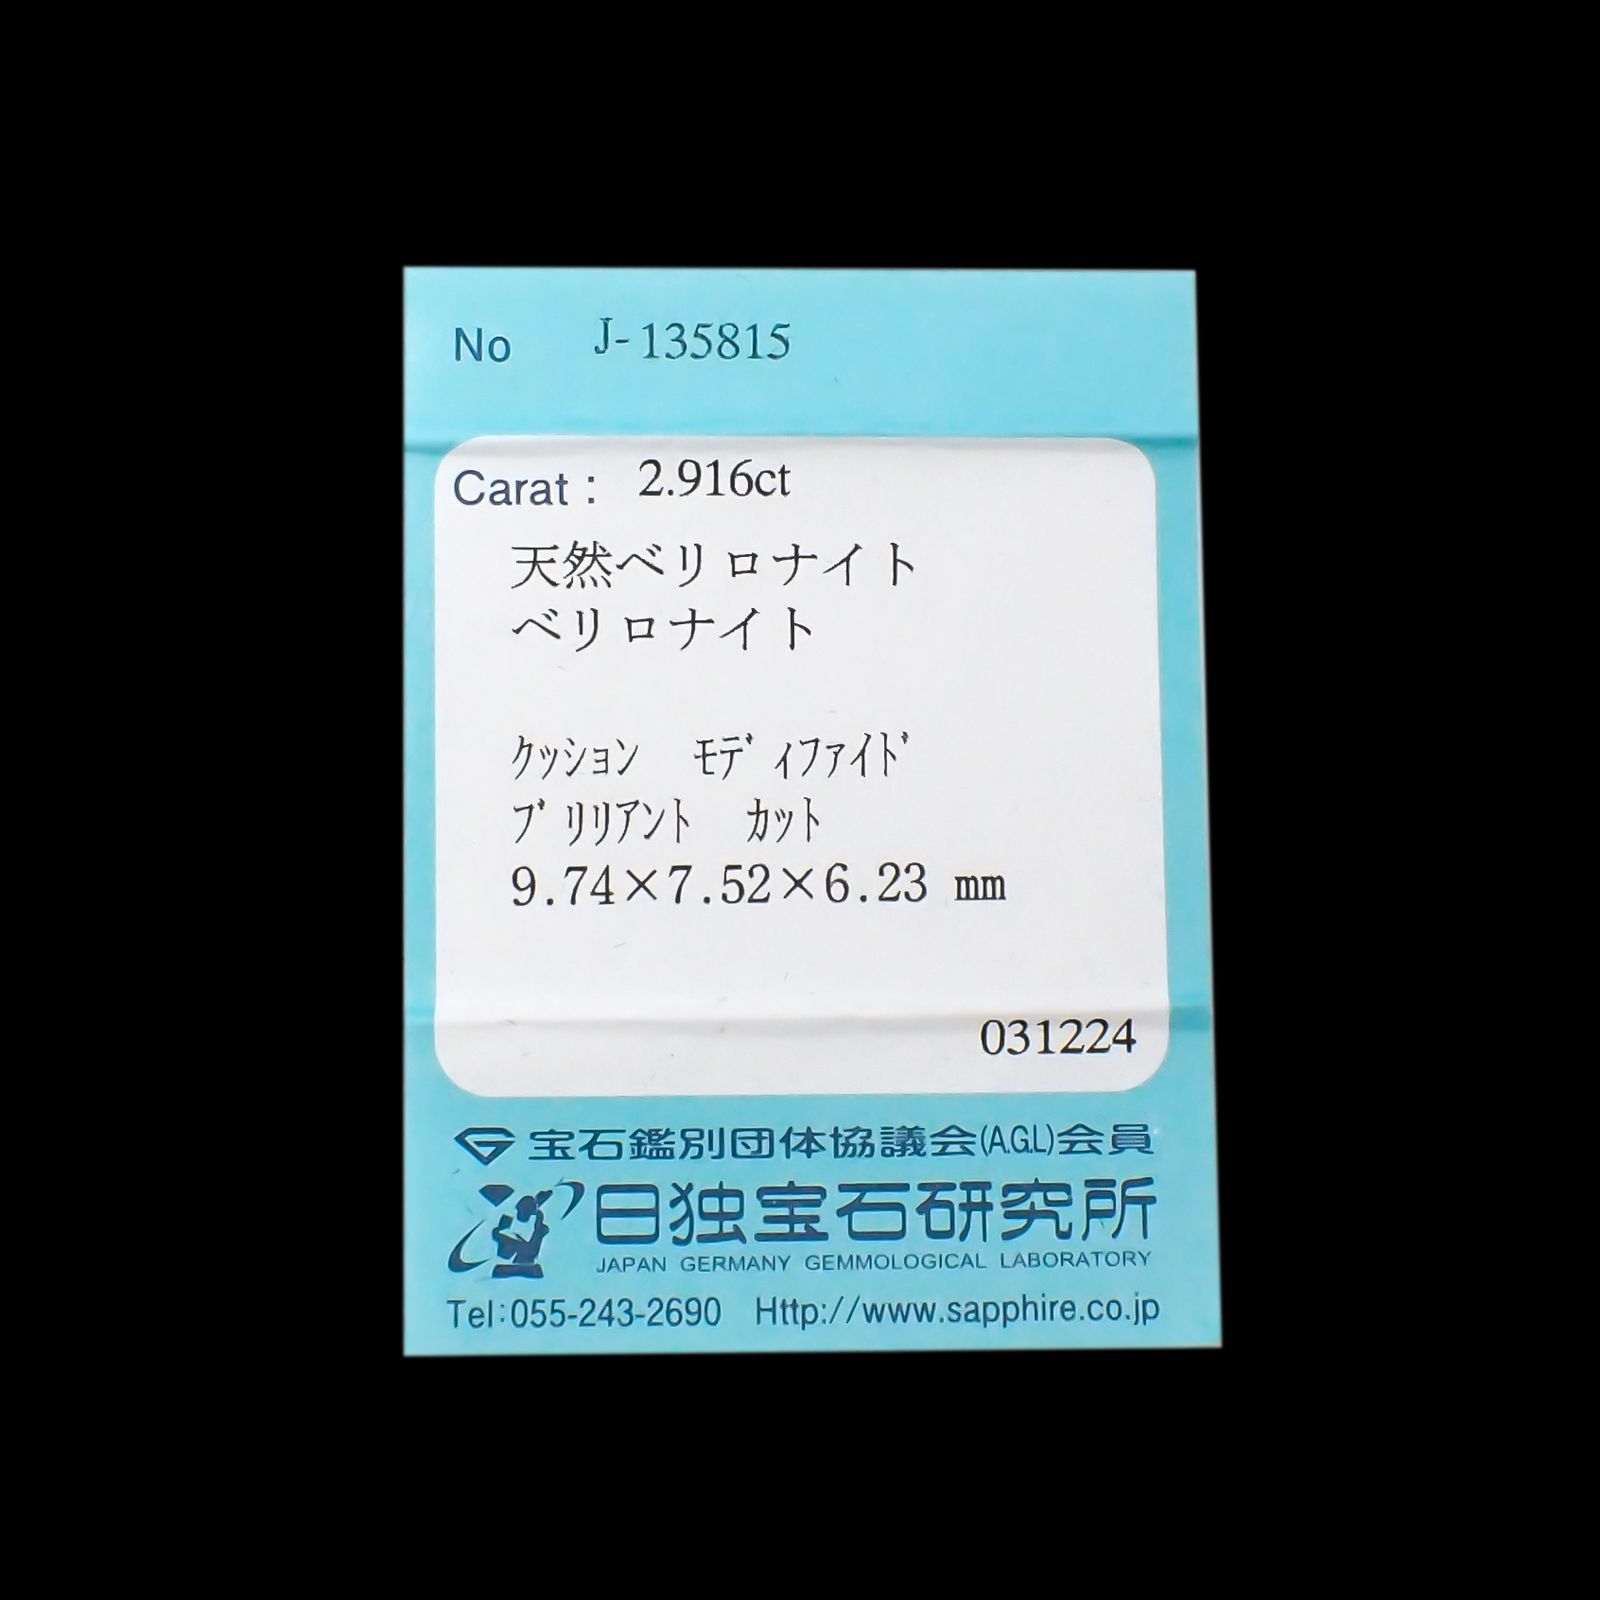 No J-135815
Carat : 2.916ct
天然ベリロナイト
ベリロナイト
ｸｯｼｮﾝ ﾓﾃﾞｨﾌｧｲﾄﾞ
ﾌﾞﾘﾘｱﾝﾄ ｶｯﾄ
9.74×7.52×6.23 mm
031224
宝石鑑別団体協議会(A.G.L)会員
日独宝石研究所
JAPAN GERMANY GEMMOLOGICAL LABORATORY
Tel:055-243-2690 Http://www.sapphire.co.jp